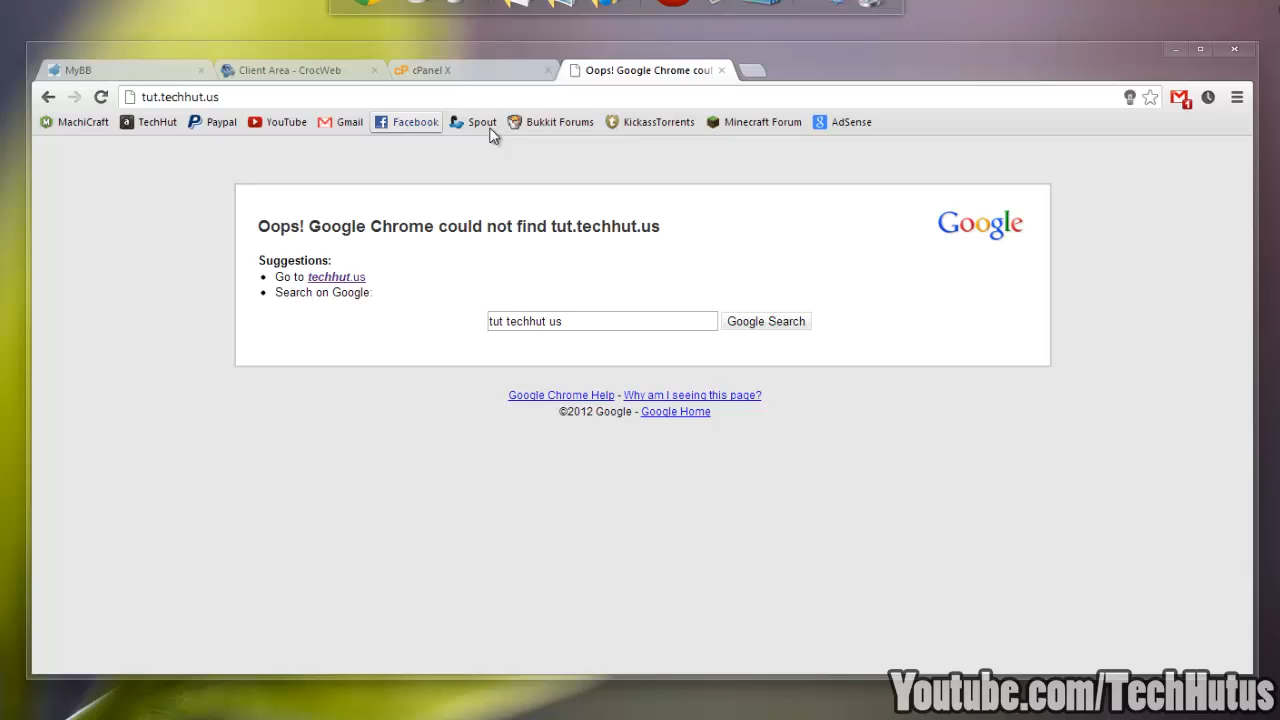 MyBB
Client Area - CrocWeb
cPanel X
Oops! Google Chrome coul
tut.techhut.us
1
MachiCraft
TechHut
Paypal
YouTube
Gmail
Facebook
Spout
Bukkit Forums
KickassTorrents
Minecraft Forum
AdSense
Oops! Google Chrome could not find tut.techhut.us
Google
Suggestions:
• Go to techhut.us
• Search on Google:
tut techhut us
Google Search
Google Chrome Help - Why am I seeing this page?
©2012 Google - Google Home
Youtube.com/TechHutus